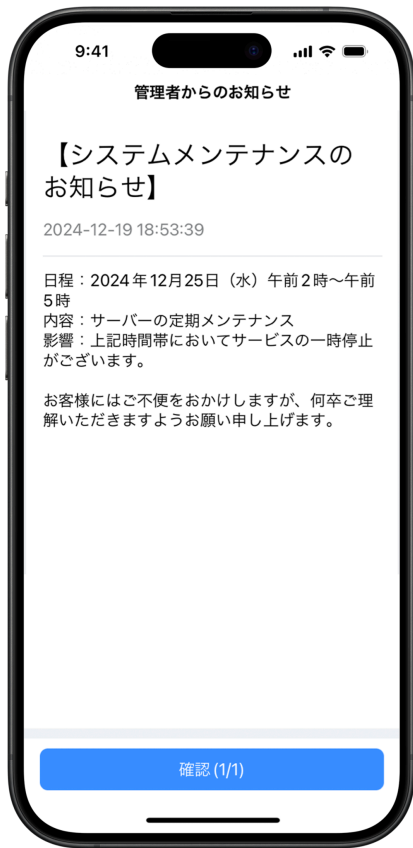 9:41
管理者からのお知らせ
【システムメンテナンスの
お知らせ】
2024-12-19 18:53:39
日程：2024年12月25日（水）午前2時～午前
5時
内容：サーバーの定期メンテナンス
影響：上記時間帯においてサービスの一時停止
がございます。
お客様にはご不便をおかけしますが、何卒ご理
解いただきますようお願い申し上げます。
確認(1/1)